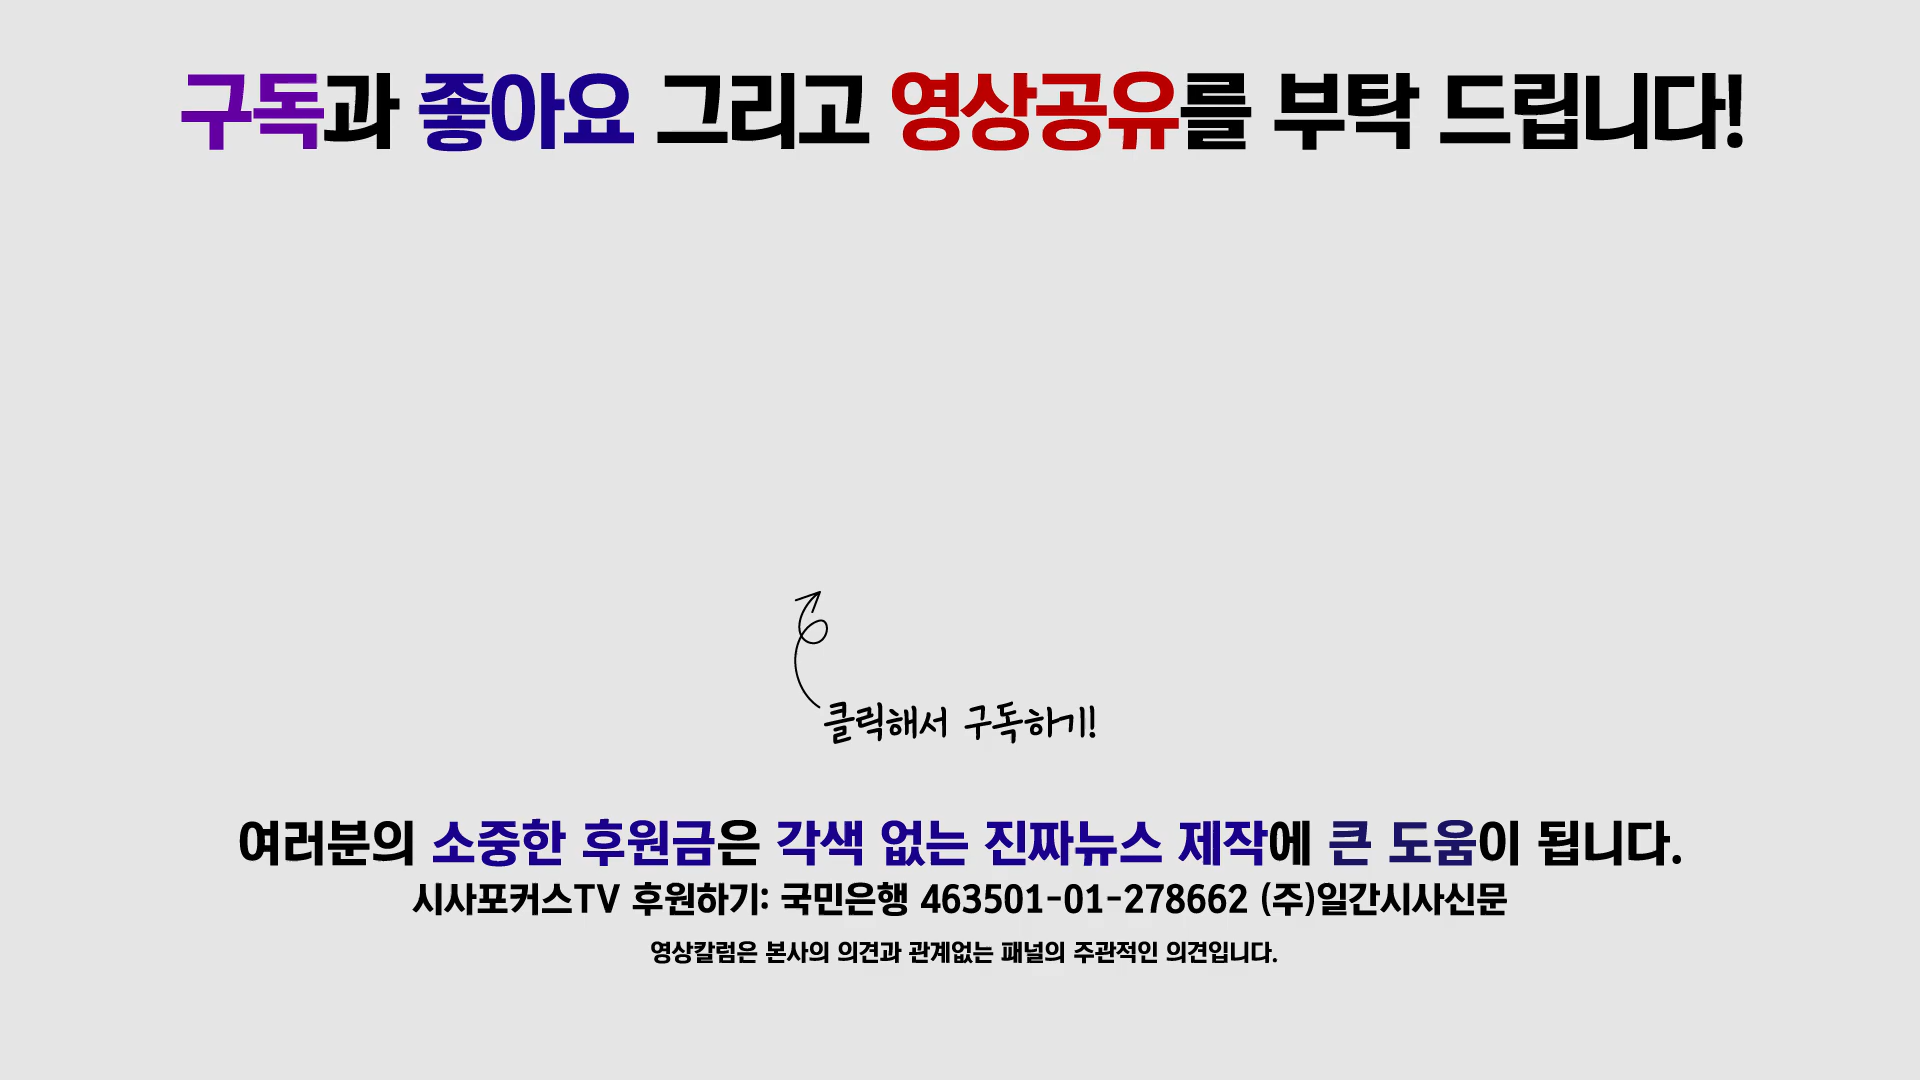 구독과 좋아요 그리고 영상공유를 부탁 드립니다!
클릭해서 구독하기!
여러분의 소중한 후원금은 각색 없는 진짜뉴스 제작에 큰 도움이 됩니다.
시사포커스TV 후원하기: 국민은행 463501-01-278662 (주)일간시사신문
영상칼럼은 본사의 의견과 관계없는 패널의 주관적인 의견입니다.